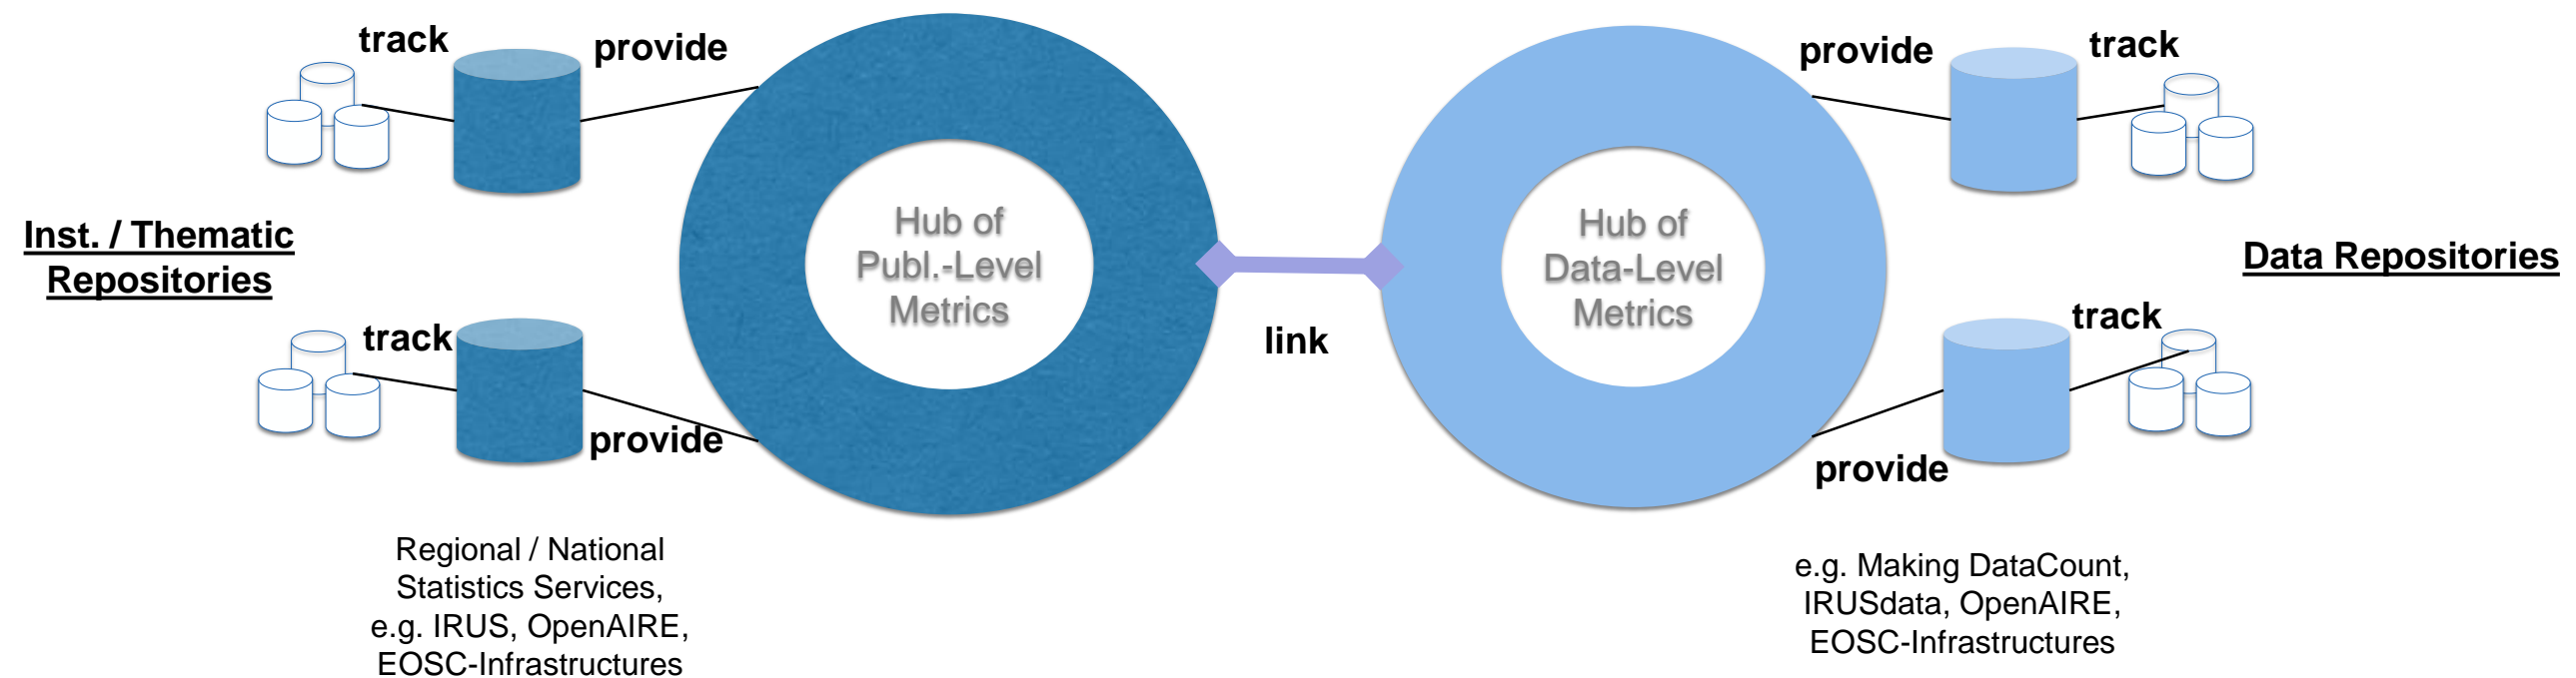 track
provide
provide
track
Hub of
Publ.-Level
Metrics
Hub of
Data-Level
Metrics
Inst. / Thematic
Repositories
Data Repositories
track
link
track
provide
provide
Regional / National
Statistics Services,
e.g. IRUS, OpenAIRE,
EOSC-Infrastructures
e.g. Making DataCount,
IRUSdata, OpenAIRE,
EOSC-Infrastructures